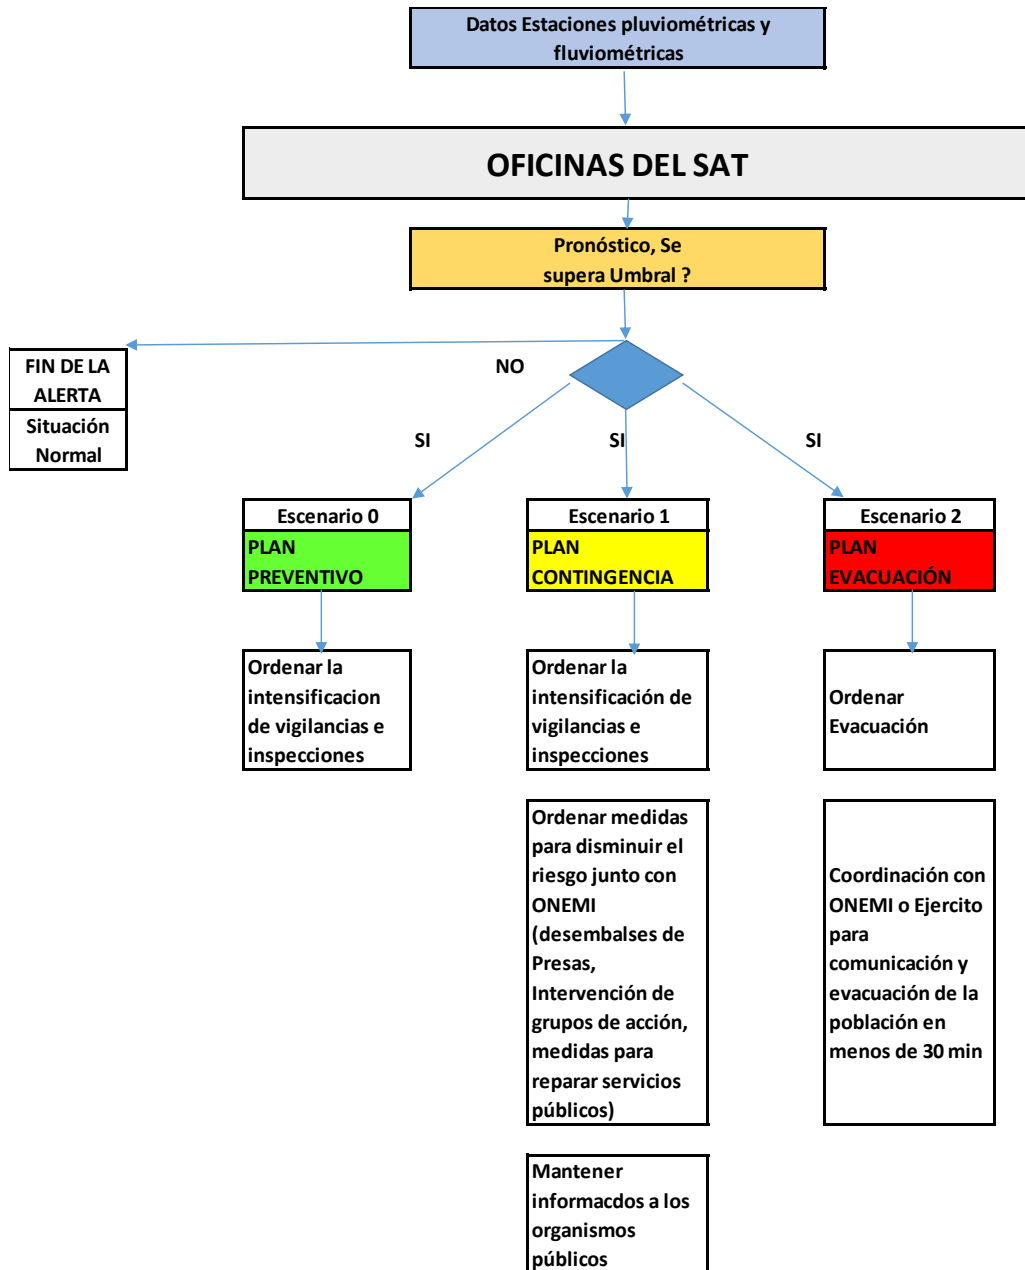 Datos Estaciones pluviométricas y
fluviométricas
OFICINAS DEL SAT
Pronóstico, Se
supera Umbral ?
FIN DE LA
ALERTA
Situación
Normal
NO
SI
SI
SI
Escenario 0
PLAN
PREVENTIVO
Escenario 1
PLAN
CONTINGENCIA
Escenario 2
PLAN
EVACUACIÓN
Ordenar la
intensificacion
de vigilancias e
inspecciones
Ordenar la
intensificación de
vigilancias e
inspecciones
Ordenar
Evacuación
Ordenar medidas
para disminuir el
riesgo junto con
ONEMI
(desembalses de
Presas,
Intervención de
grupos de acción,
medidas para
reparar servicios
públicos)
Coordinación con
ONEMI o Ejercito
para
comunicación y
evacuación de la
población en
menos de 30 min
Mantener
informacdos a los
organismos
públicos